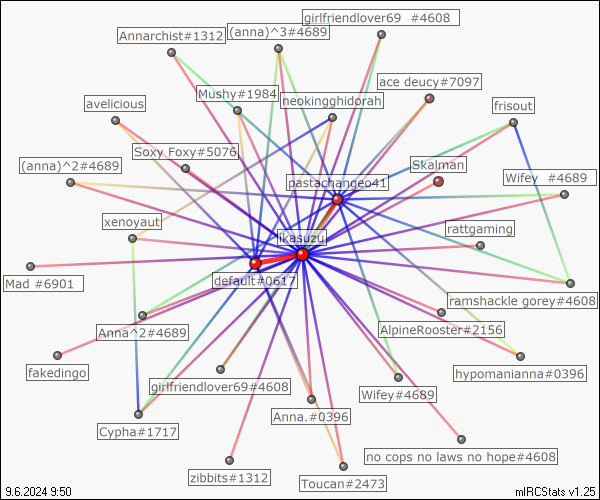 girlfriendlover69 #4608
Annarchist#1312
(anna)^3#4689
ace deucy#7097
Mushy#1984
neokingghidorah
avelicious
frisout
Soxy Foxy#5076
(anna)^2#4689
Skalman
pastachangeo41
Wifey #4689
xenoyaut
ikasuzu
rattgaming
default#0617
Mad #6901
ramshackle gorey#4608
Anna^2#4689
AlpineRooster#2156
fakedingo
girlfriendlover69#4608
hypomanianna#0396
Wifey#4689
Anna.#0396
Cypha#1717
no cops no laws no hope#4608
zibbits#1312
Toucan#2473
9.6.2024 9:50
mIRCStats v1.25